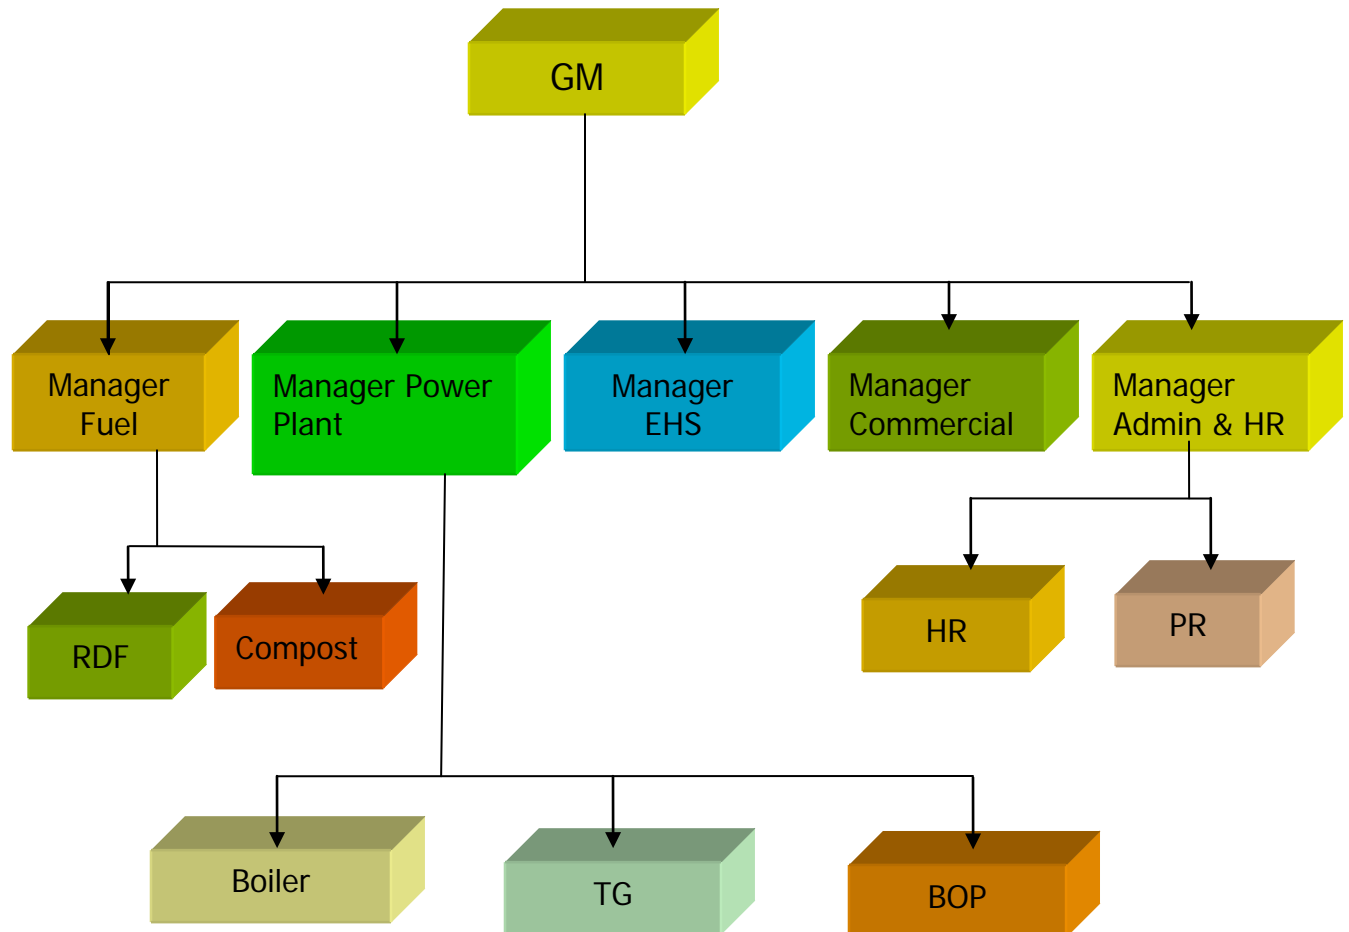 GM
Manager
Fuel
Manager Power
Plant
Manager
EHS
Manager
Commercial
Manager
Admin & HR
RDF
Compost
HR
PR
Boiler
TG
BOP